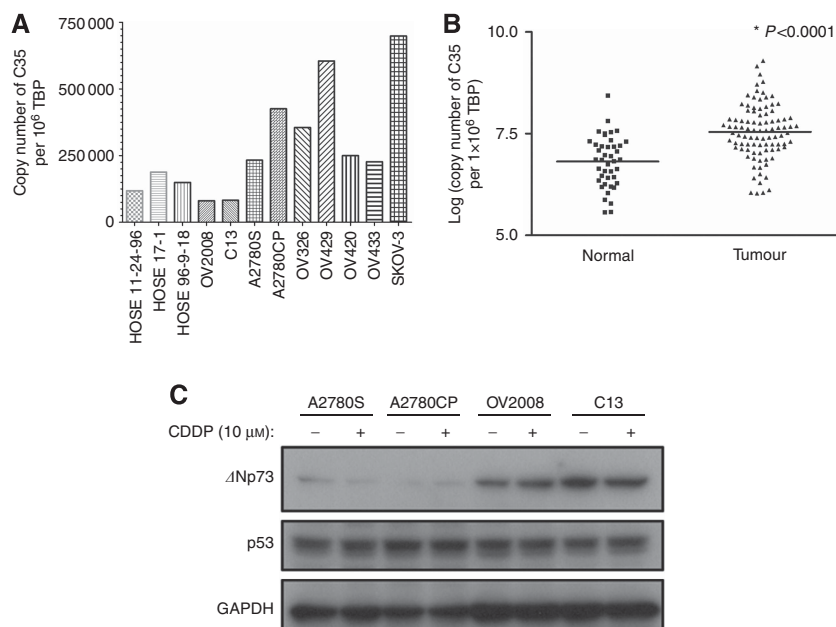 A
Copy number of C35
per 10⁶ TBP
750 000
500 000
250 000
0
HOSE 11-24-96
HOSE 17-1
HOSE 96-9-18
OV2008
C13
A2780S
A2780CP
OV326
OV429
OV420
OV433
SKOV-3
B
Log (copy number of C35
per 1×10⁶ TBP)
* P<0.0001
10.0
7.5
5.0
Normal Tumour
C
A2780S A2780CP OV2008 C13
CDDP (10 µM): – + – + – + – +
ΔNp73
p53
GAPDH